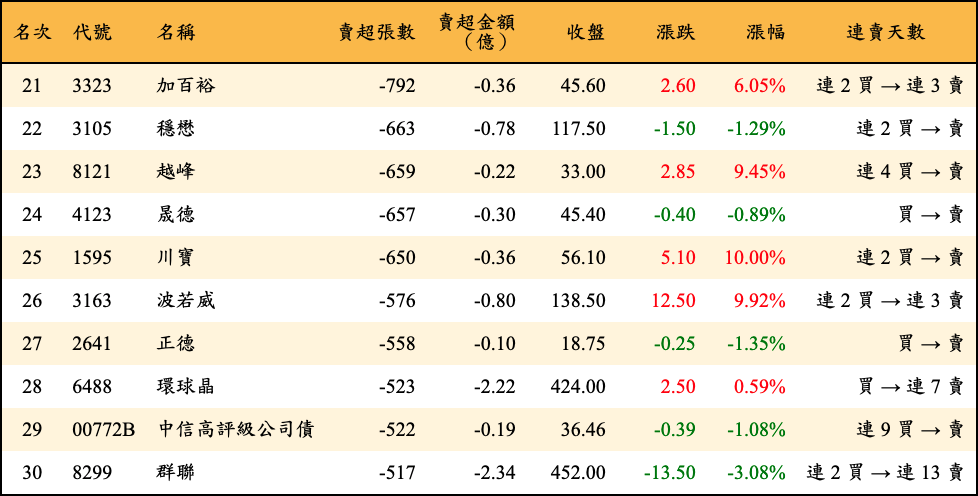 名次 代號 名稱 賣超張數 賣超金額（億） 收盤 漲跌 漲幅 連賣天數
21 3323 加百裕 -792 -0.36 45.60 2.60 6.05% 連 2 買 → 連 3 賣
22 3105 穩懋 -663 -0.78 117.50 -1.50 -1.29% 連 2 買 → 賣
23 8121 越峰 -659 -0.22 33.00 2.85 9.45% 連 4 買 → 賣
24 4123 晟德 -657 -0.30 45.40 -0.40 -0.89% 買 → 賣
25 1595 川寶 -650 -0.36 56.10 5.10 10.00% 連 2 買 → 賣
26 3163 波若威 -576 -0.80 138.50 12.50 9.92% 連 2 買 → 連 3 賣
27 2641 正德 -558 -0.10 18.75 -0.25 -1.35% 買 → 賣
28 6488 環球晶 -523 -2.22 424.00 2.50 0.59% 買 → 連 7 賣
29 00772B 中信高評級公司債 -522 -0.19 36.46 -0.39 -1.08% 連 9 買 → 賣
30 8299 群聯 -517 -2.34 452.00 -13.50 -3.08% 連 2 買 → 連 13 賣